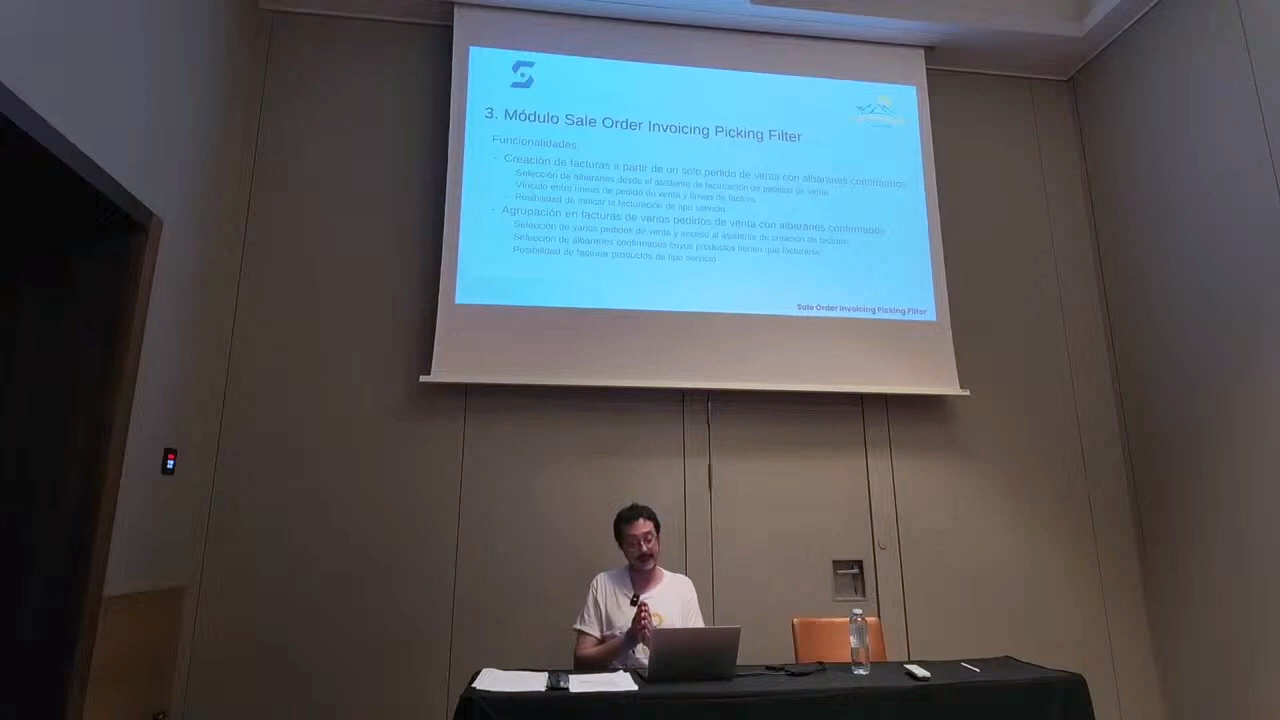 3. Módulo Sale Order Invoicing Picking Filter
Funcionalidades:
- Creación de facturas a partir de un solo pedido de venta con albaranes confirmados
- Selección de albaranes desde el asistente de facturación de pedidos de venta
- Vínculo entre líneas de pedido de venta y líneas de factura
- Posibilidad de indicar la facturación de tipo servicio
- Agrupación en facturas de varios pedidos de venta con albaranes confirmados
- Selección de varios pedidos de venta y acceso al asistente de creación de factura
- Selección de albaranes confirmados cuyos productos tienen que facturarse
- Posibilidad de facturar productos de tipo servicio
Sale Order Invoicing Picking Filter